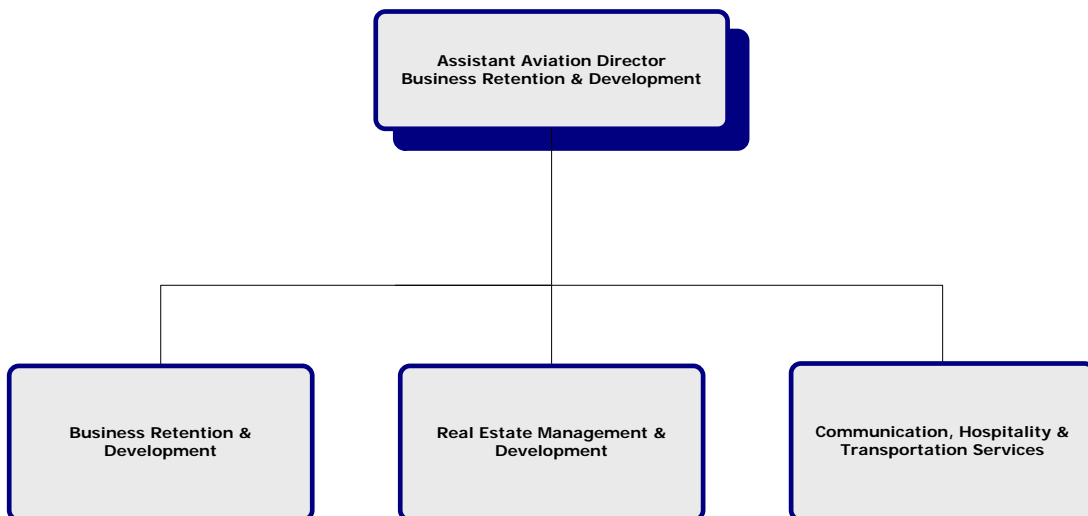 Assistant Aviation Director
Business Retention & Development
Business Retention &
Development
Real Estate Management &
Development
Communication, Hospitality &
Transportation Services